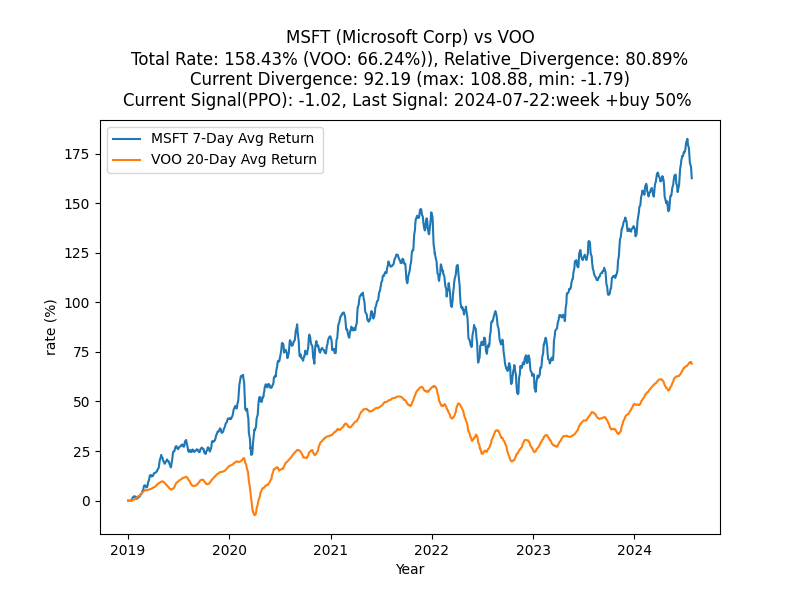 MSFT (Microsoft Corp) vs VOO
Total Rate: 158.43% (VOO: 66.24%)), Relative_Divergence: 80.89%
Current Divergence: 92.19 (max: 108.88, min: -1.79)
Current Signal(PPO): -1.02, Last Signal: 2024-07-22:week +buy 50%
MSFT 7-Day Avg Return
VOO 20-Day Avg Return
175
150
125
100
75
50
25
0
rate (%)
2019 2020 2021 2022 2023 2024
Year